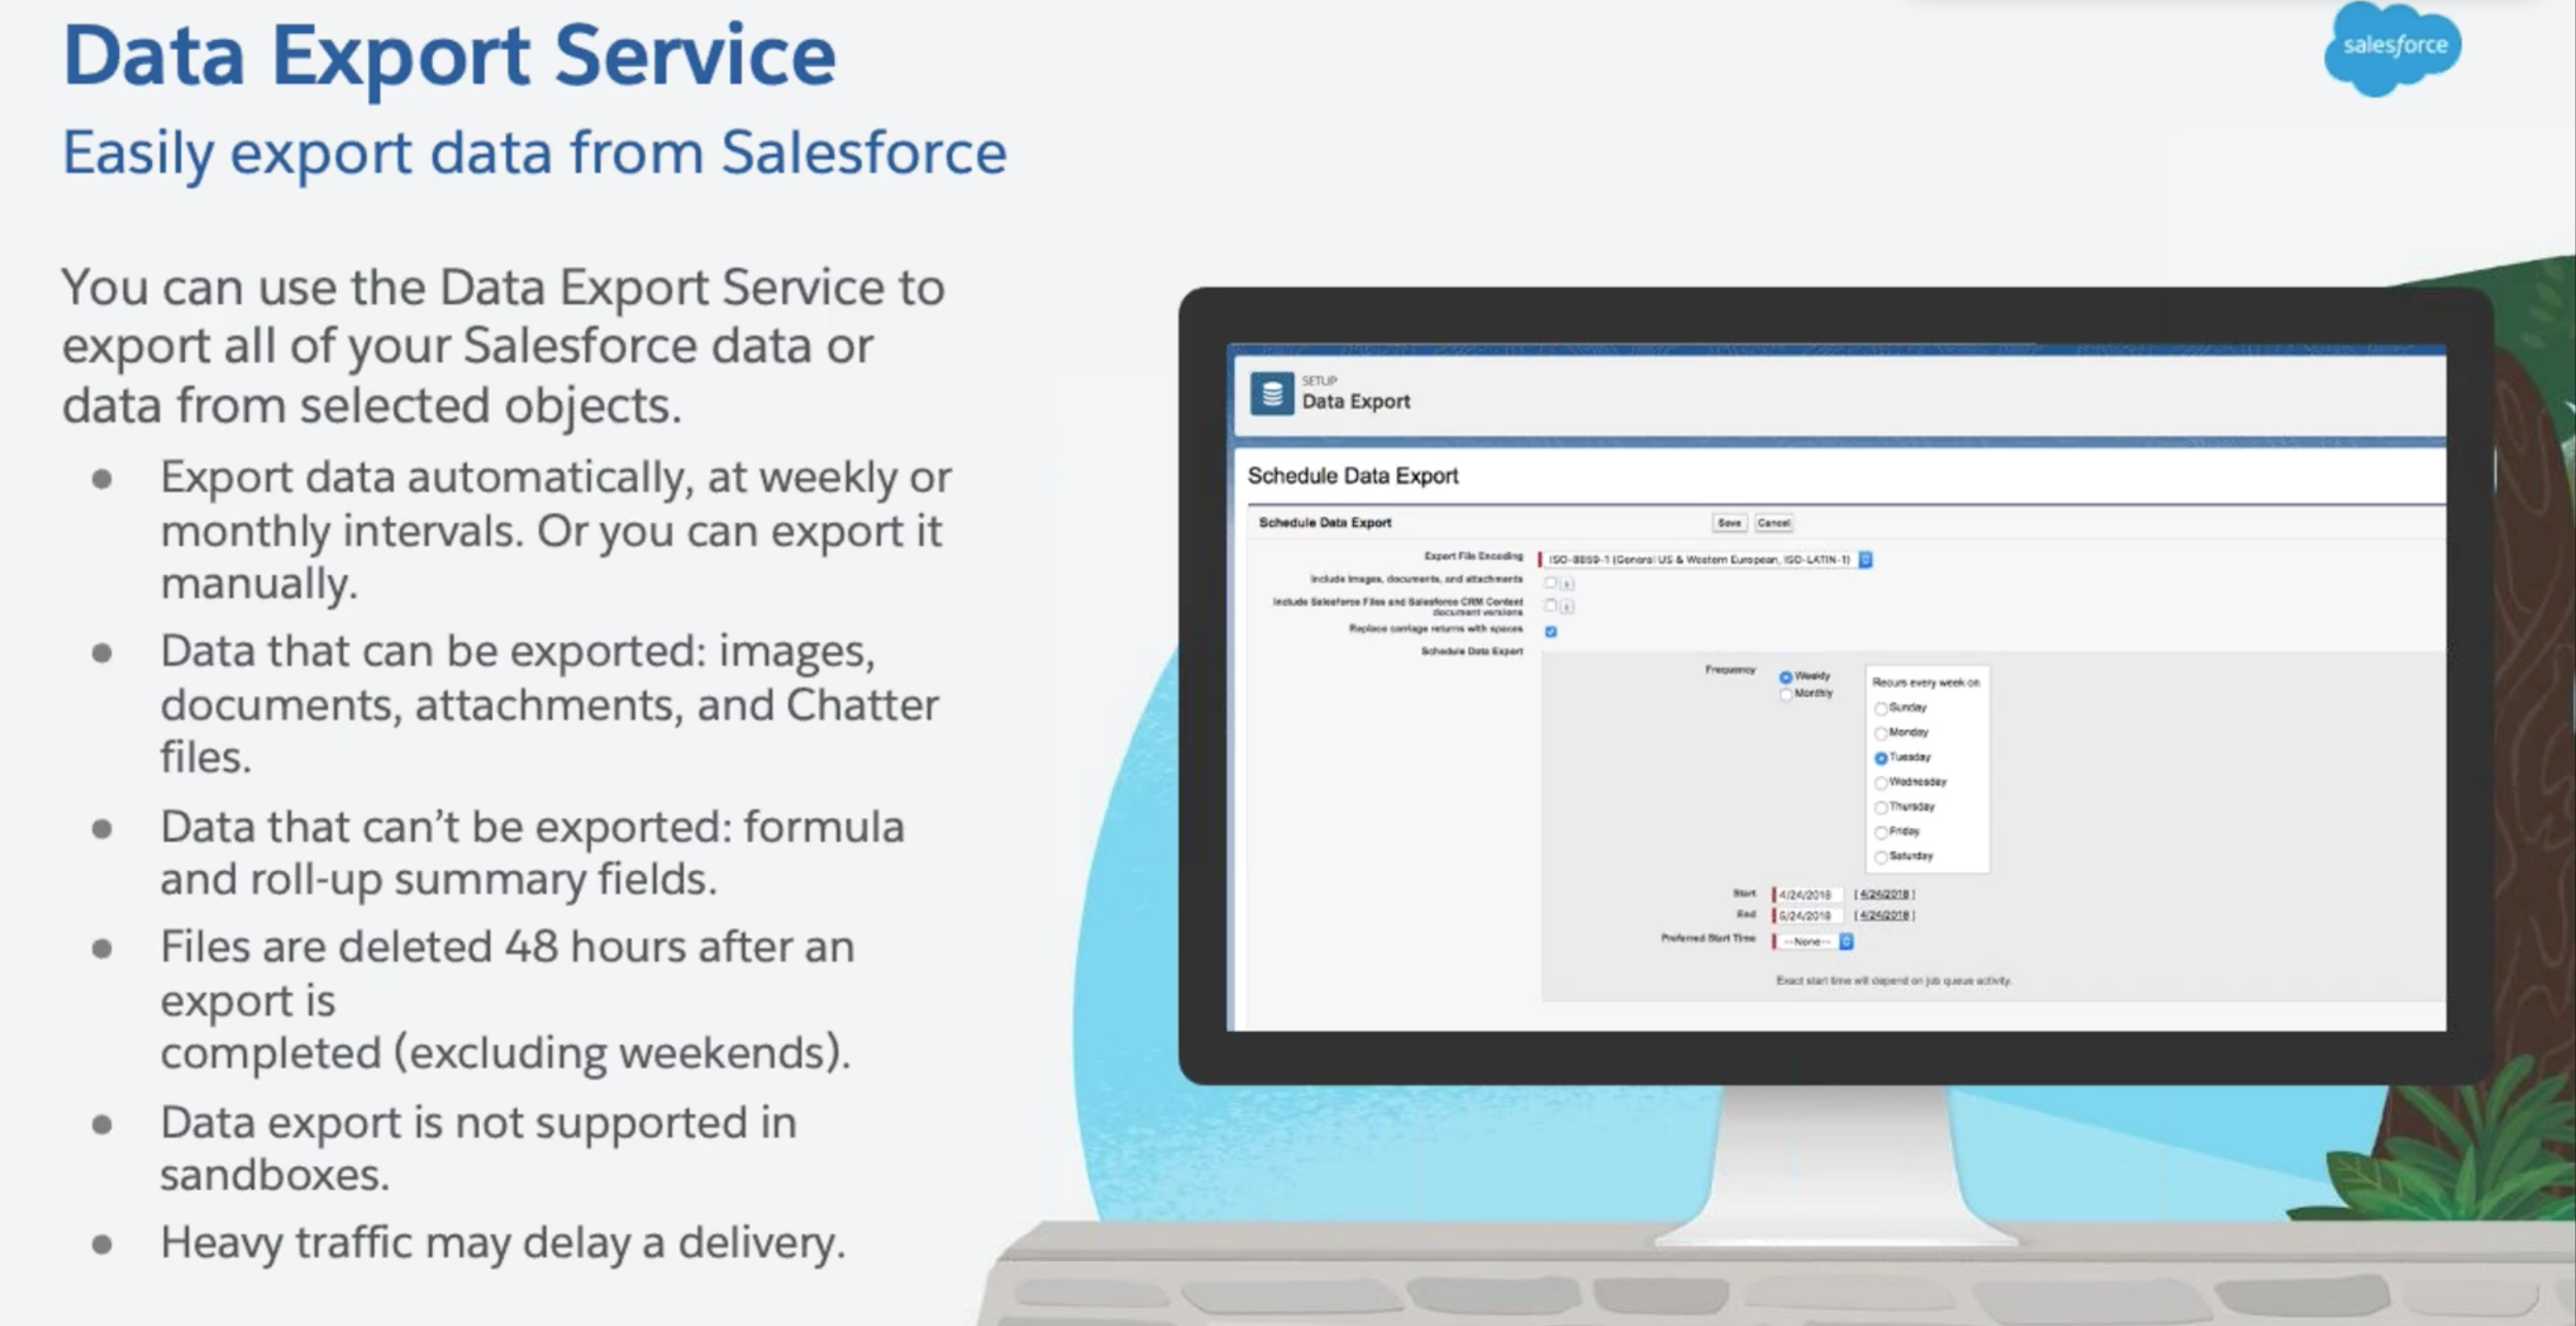 Data Export Service
salesforce
Easily export data from Salesforce
You can use the Data Export Service to
export all of your Salesforce data or
data from selected objects.
● Export data automatically, at weekly or
monthly intervals. Or you can export it
manually.
● Data that can be exported: images,
documents, attachments, and Chatter
files.
● Data that can’t be exported: formula
and roll-up summary fields.
● Files are deleted 48 hours after an
export is
completed (excluding weekends).
● Data export is not supported in
sandboxes.
● Heavy traffic may delay a delivery.
SETUP
Data Export
Schedule Data Export
Schedule Data Export Save Cancel
Export File Encoding ISO-8859-1 (General US & Western European, ISO-LATIN-1)
Include images, documents, and attachments
Include Salesforce Files and Salesforce CRM Content
document versions
Replace carriage returns with spaces
Schedule Data Export
Frequency Weekly
Monthly
Recurs every week on
Sunday
Monday
Tuesday
Wednesday
Thursday
Friday
Saturday
Start 4/24/2018 [ 4/24/2018 ]
End 5/24/2018 [ 4/24/2018 ]
Preferred Start Time --None--
Exact start time will depend on job queue activity.